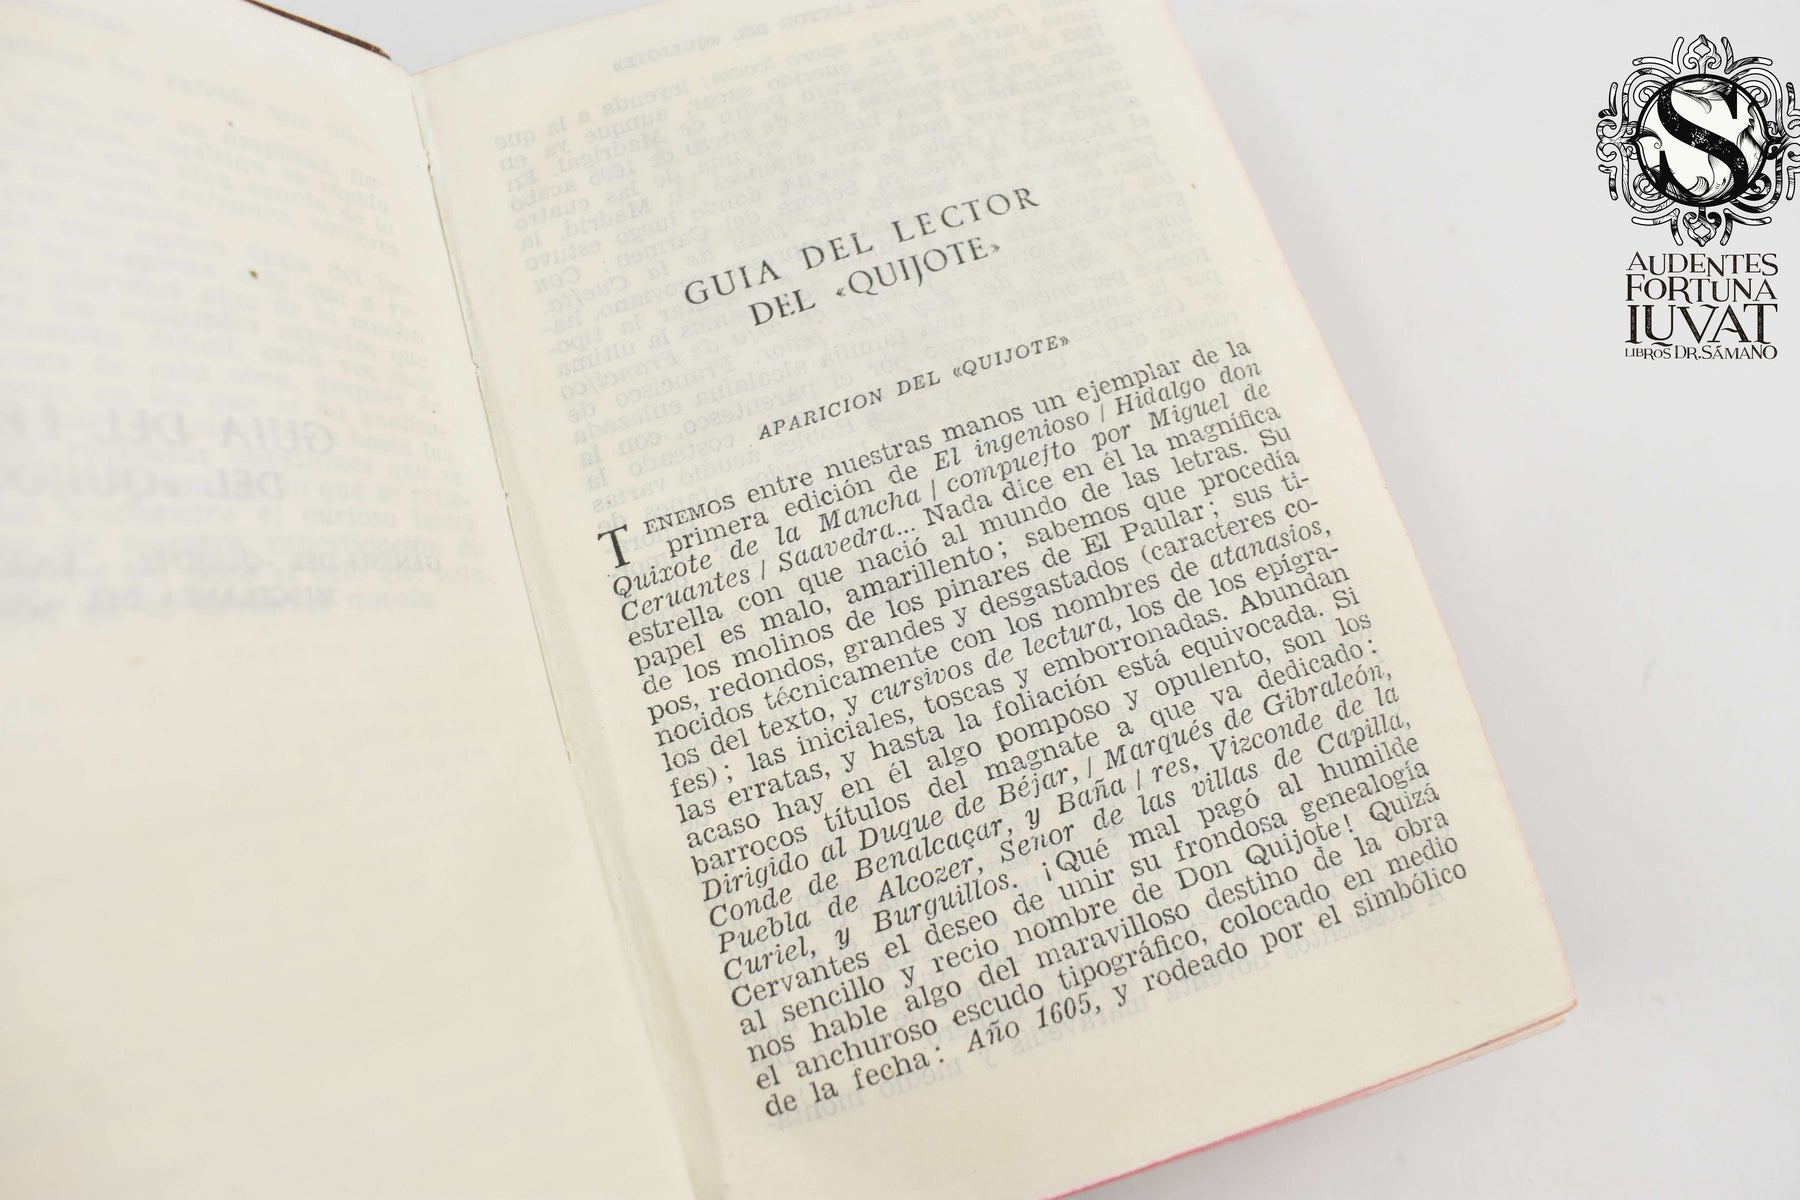 GUIA DEL LECTOR
DEL «QUIJOTE»
APARICION DEL «QUIJOTE»
TENEMOS entre nuestras manos un ejemplar de la
primera edición de El ingenioso / Hidalgo don
Quixote de la Mancha / compuefto por Miguel de
Cervantes / Saavedra... Nada dice en él la magnífica
estrella con que nació al mundo de las letras. Su
papel es malo, amarillento; sabemos que procedía
de los molinos de los pinares de El Paular; sus ti-
pos, redondos, grandes y desgastados (caracteres co-
nocidos técnicamente con los nombres de atanasios,
los del texto, y cursivos de lectura, los de los epígra-
fes); las iniciales, toscas y emborronadas. Abundan
las erratas, y hasta la foliación está equivocada. Si
acaso hay en él algo pomposo y opulento, son los
barrocos títulos del magnate a que va dedicado:
Dirigido al Duque de Béjar, / Marqués de Gibraleón,
Conde de Benalcaçar, y Baña / res, Vizconde de la
Puebla de Alcozer, Señor de las villas de Capilla,
Curiel, y Burguillos. ¡Qué mal pagó al humilde
Cervantes el deseo de unir su frondosa genealogía
al sencillo y recio nombre de Don Quijote! Quizá
nos hable algo del maravilloso destino de la obra
el anchuroso escudo tipográfico, colocado en medio
de la fecha: Año 1605, y rodeado por el simbólico
S
AUDENTES
FORTUNA
IUVAT
LIBROS DR. SÁMANO